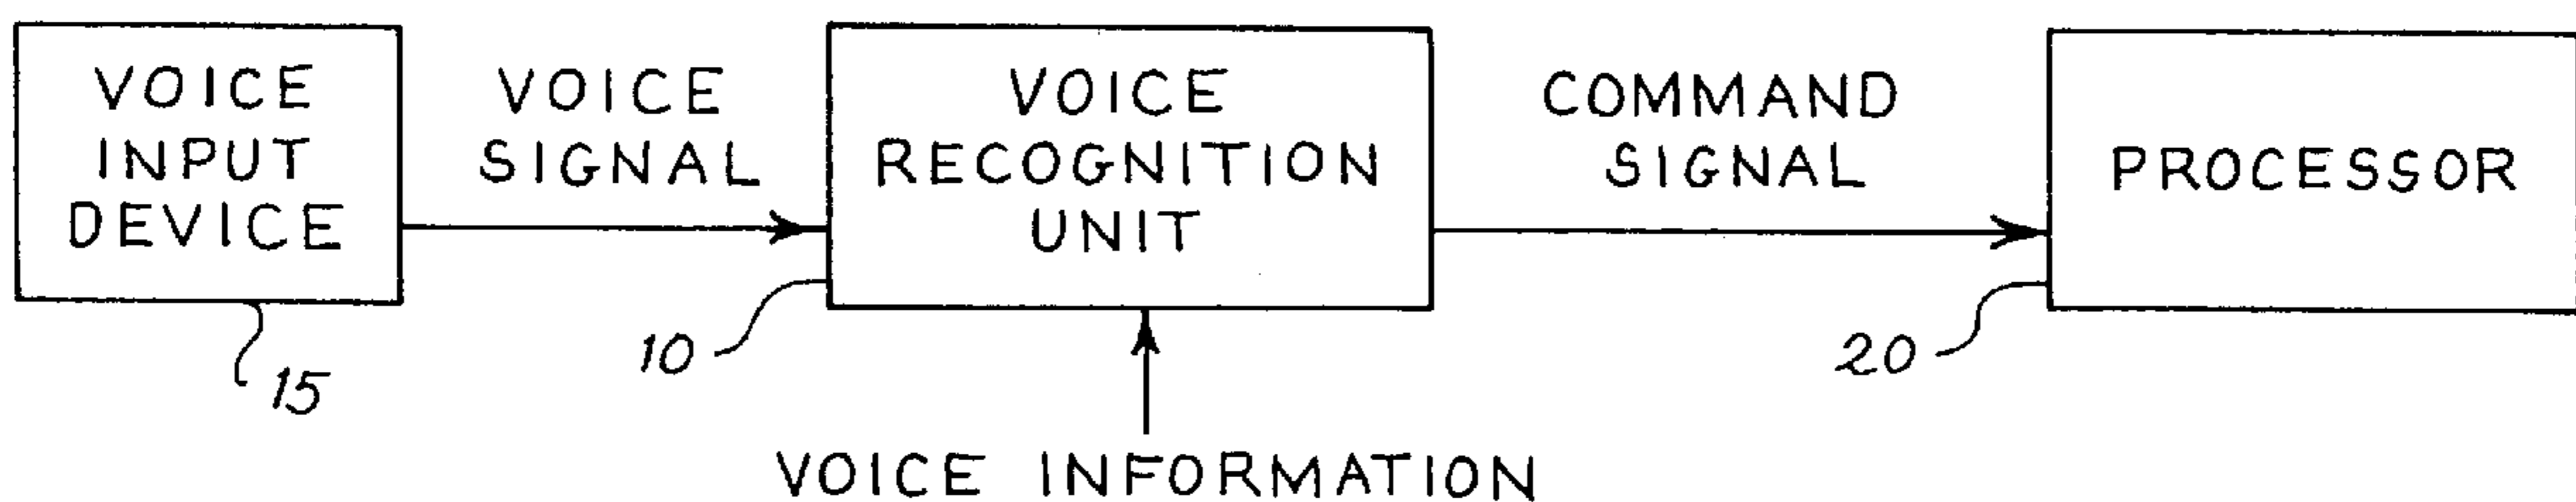 VOICE
INPUT
DEVICE
15
VOICE
SIGNAL
VOICE
RECOGNITION
UNIT
10
VOICE INFORMATION
COMMAND
SIGNAL
PROCESSOR
20